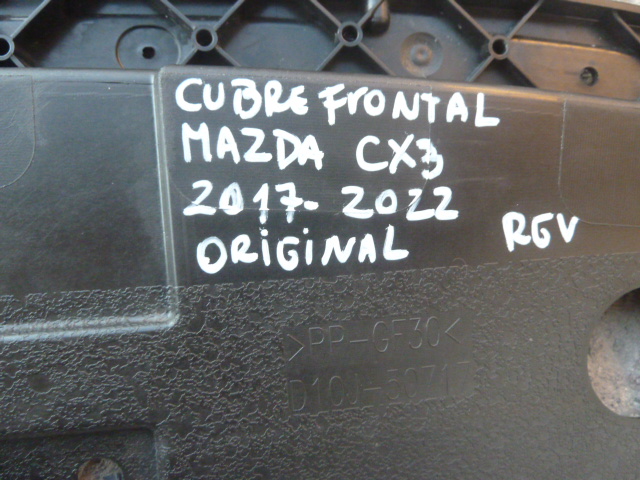 CUBRE FRONTAL
MAZDA CX3
2017-2022
ORIGINAL RGV
>PP-GF30<